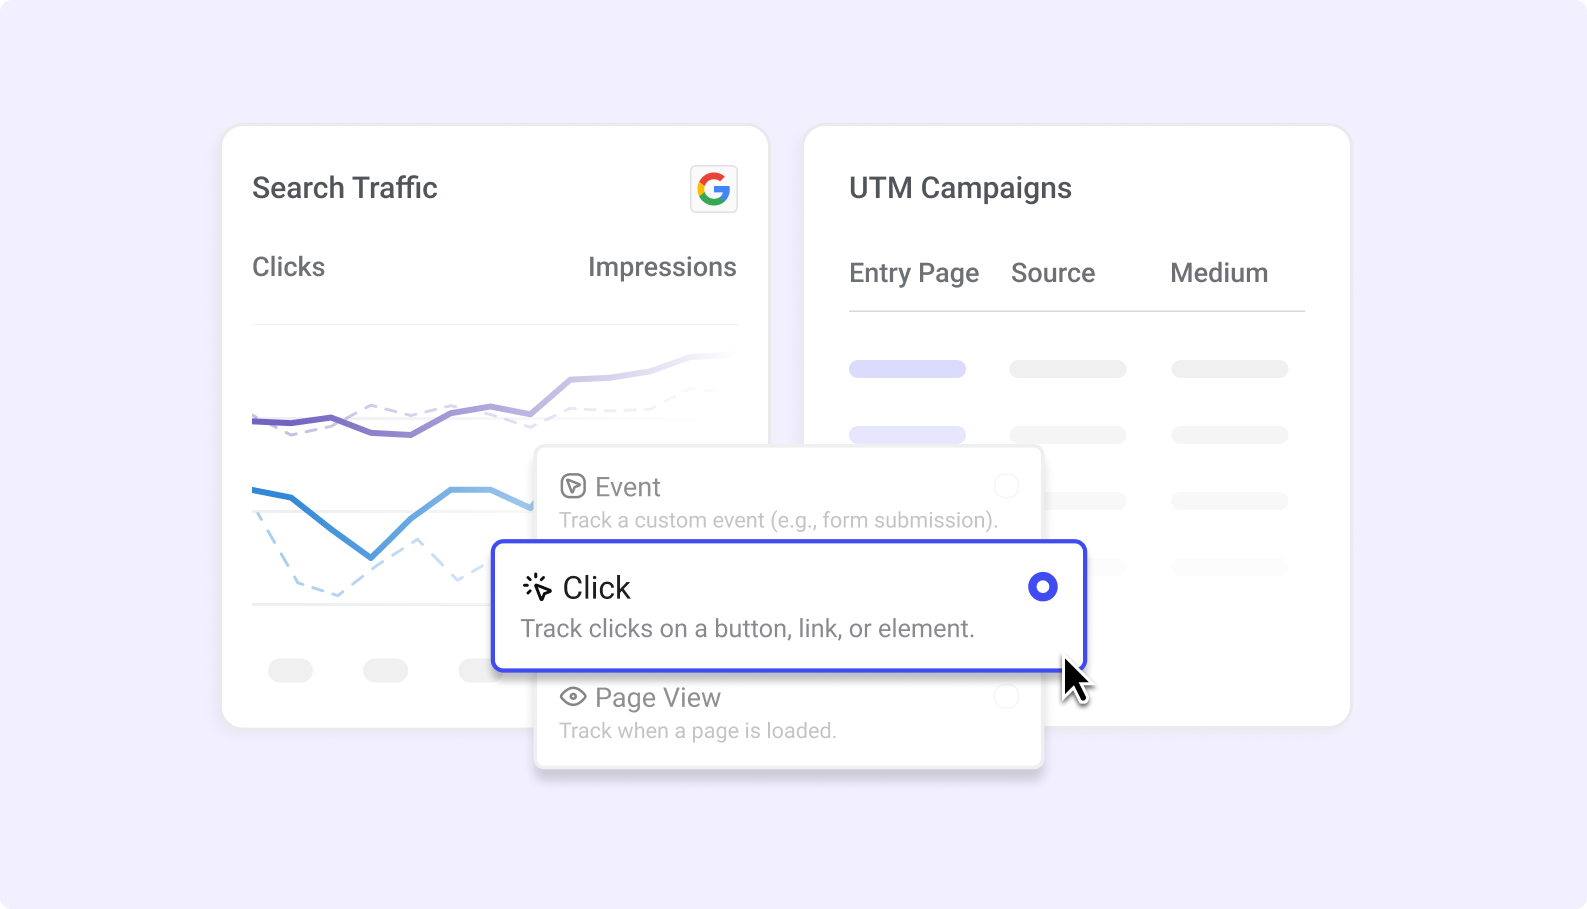 Search Traffic
Clicks
Impressions
UTM Campaigns
Entry Page
Source
Medium
Event
Track a custom event (e.g., form submission).
Click
Track clicks on a button, link, or element.
Page View
Track when a page is loaded.